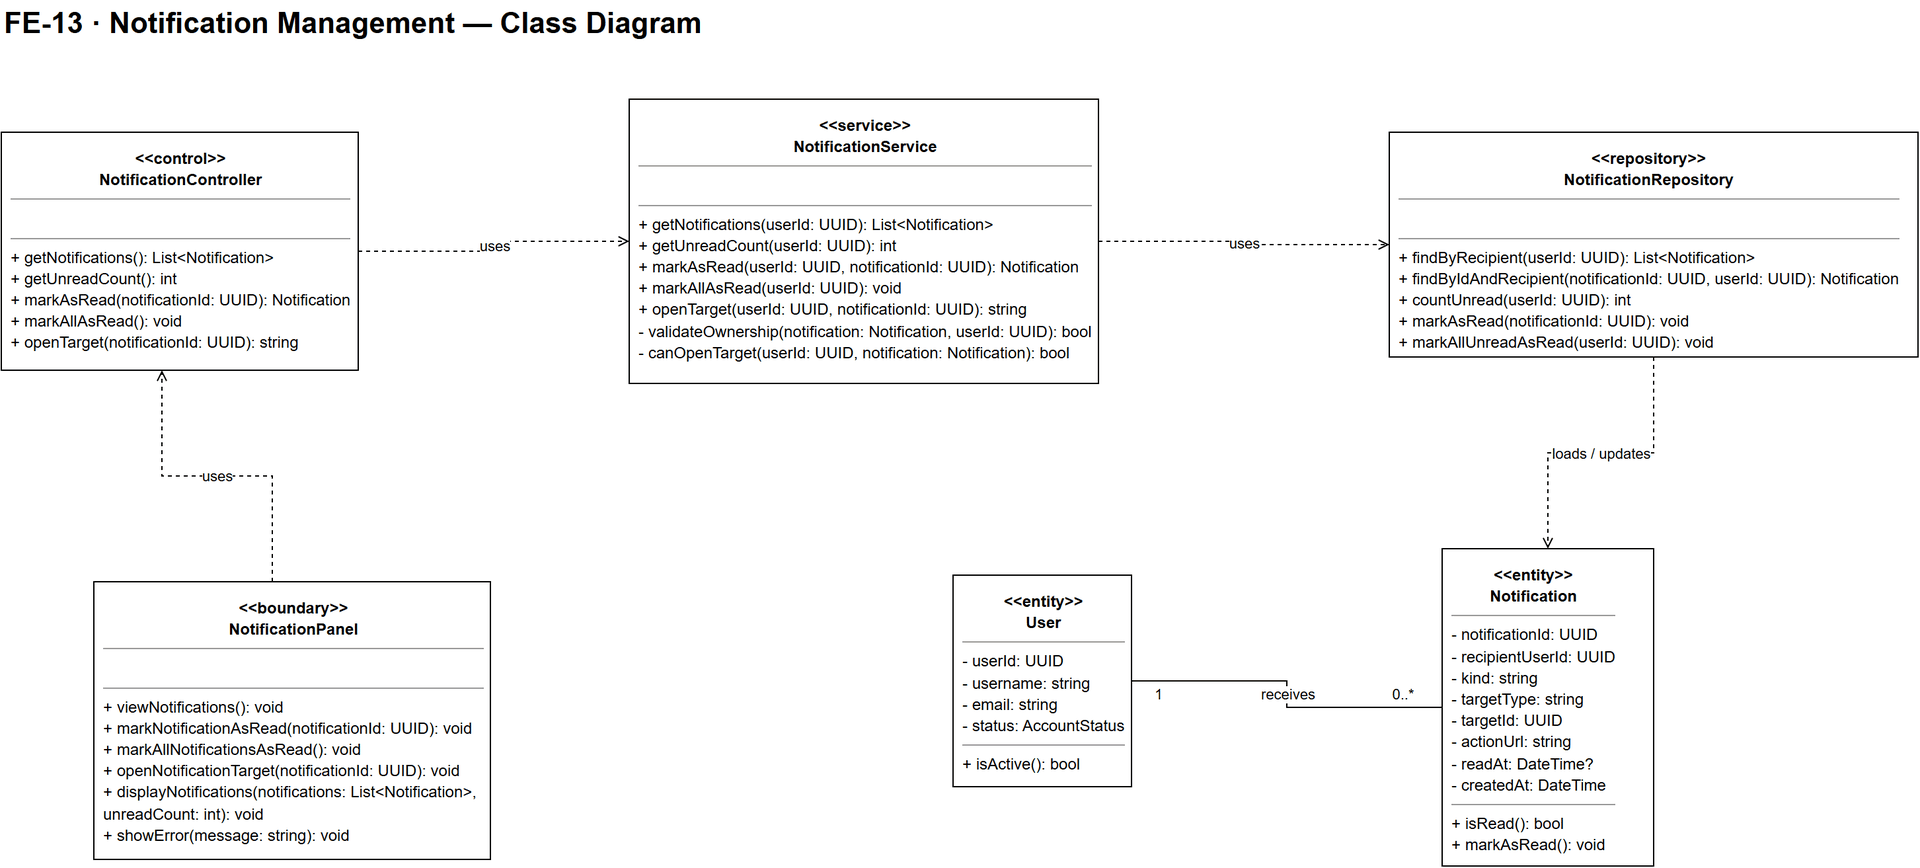 FE-13 · Notification Management — Class Diagram
<<control>>
NotificationController
+ getNotifications(): List<Notification>
+ getUnreadCount(): int
+ markAsRead(notificationId: UUID): Notification
+ markAllAsRead(): void
+ openTarget(notificationId: UUID): string
uses
<<service>>
NotificationService
+ getNotifications(userId: UUID): List<Notification>
+ getUnreadCount(userId: UUID): int
+ markAsRead(userId: UUID, notificationId: UUID): Notification
+ markAllAsRead(userId: UUID): void
+ openTarget(userId: UUID, notificationId: UUID): string
- validateOwnership(notification: Notification, userId: UUID): bool
- canOpenTarget(userId: UUID, notification: Notification): bool
uses
<<repository>>
NotificationRepository
+ findByRecipient(userId: UUID): List<Notification>
+ findByIdAndRecipient(notificationId: UUID, userId: UUID): Notification
+ countUnread(userId: UUID): int
+ markAsRead(notificationId: UUID): void
+ markAllUnreadAsRead(userId: UUID): void
uses
loads / updates
<<boundary>>
NotificationPanel
+ viewNotifications(): void
+ markNotificationAsRead(notificationId: UUID): void
+ markAllNotificationsAsRead(): void
+ openNotificationTarget(notificationId: UUID): void
+ displayNotifications(notifications: List<Notification>,
unreadCount: int): void
+ showError(message: string): void
<<entity>>
User
- userId: UUID
- username: string
- email: string
- status: AccountStatus
+ isActive(): bool
1
receives
0..*
<<entity>>
Notification
- notificationId: UUID
- recipientUserId: UUID
- kind: string
- targetType: string
- targetId: UUID
- actionUrl: string
- readAt: DateTime?
- createdAt: DateTime
+ isRead(): bool
+ markAsRead(): void